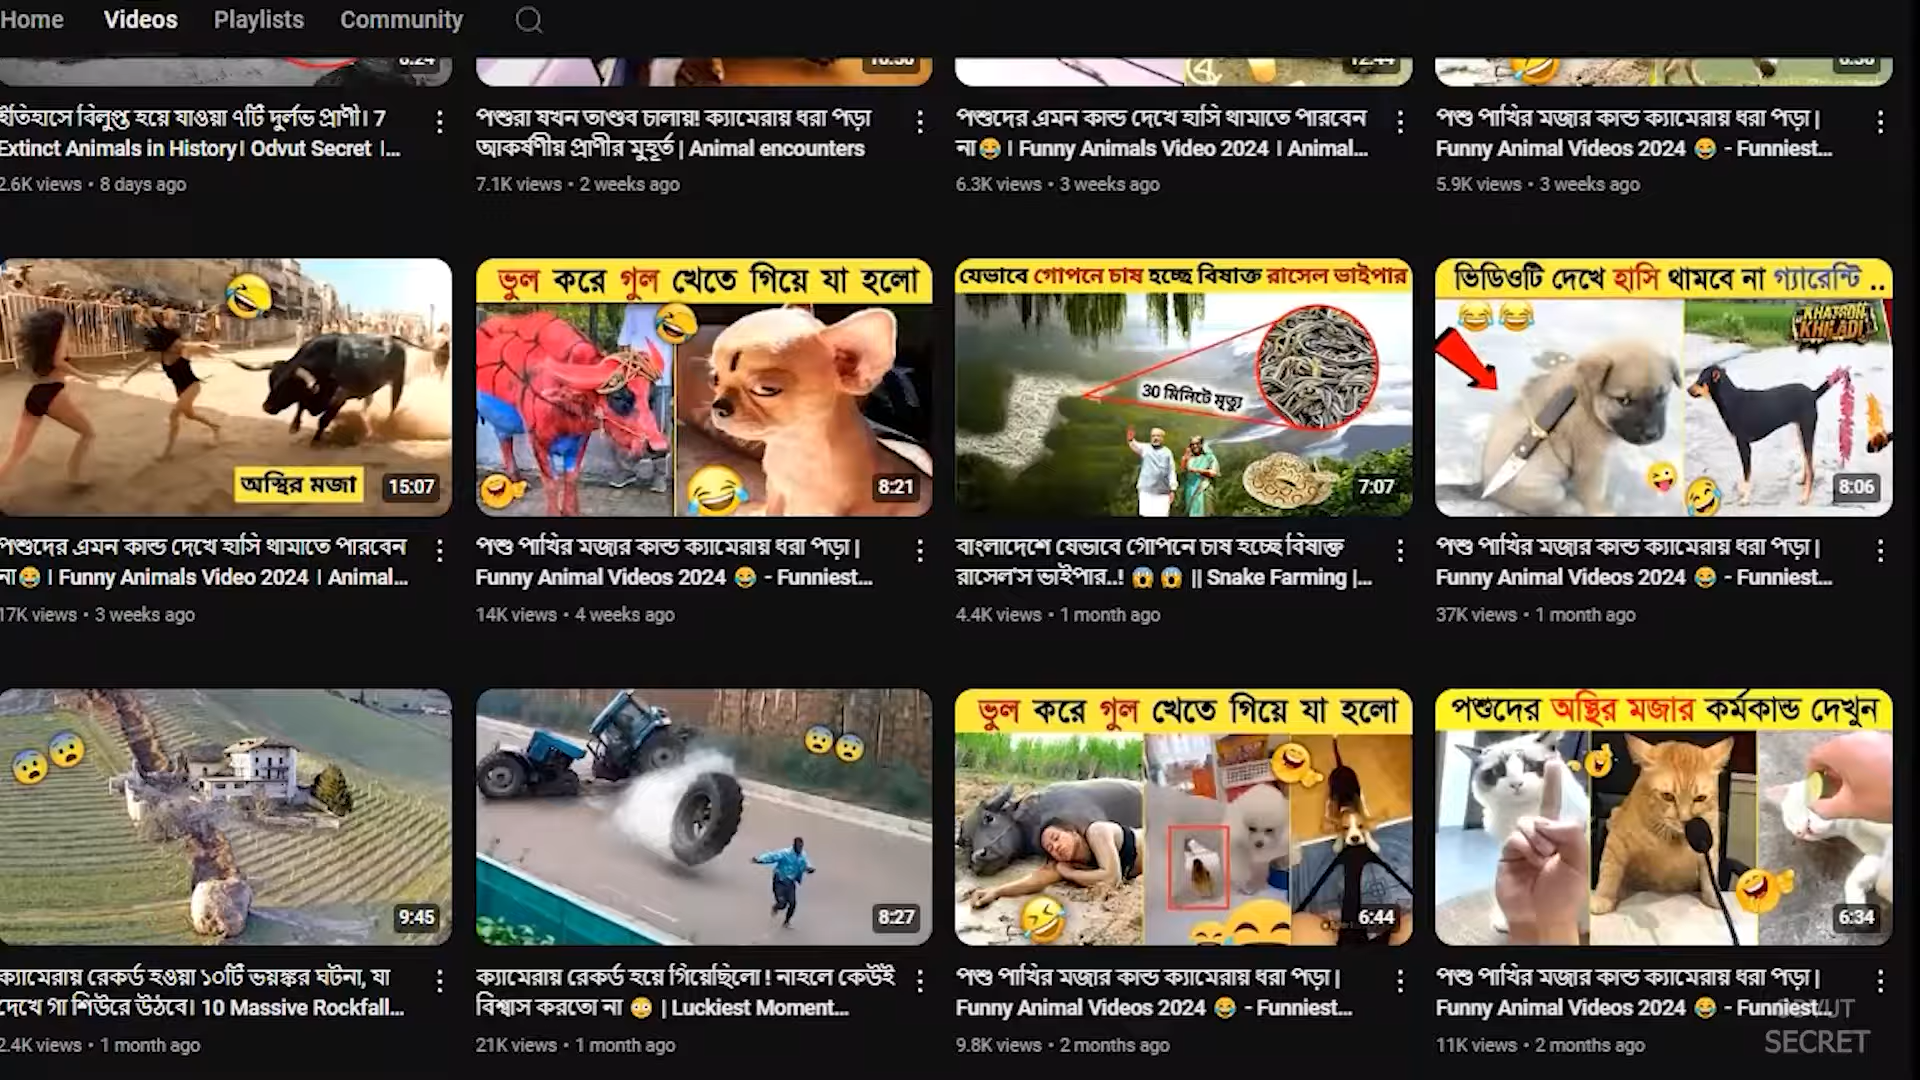 Home Videos Playlists Community
6:24
10:50
12:44
ইতিহাসে বিলুপ্ত হয়ে যাওয়া ৭টি দুর্লভ প্রাণী। 7
Extinct Animals in History। Odvut Secret ।...
2.6K views • 8 days ago
পশুরা যখন তাণ্ডব চালায়! ক্যামেরায় ধরা পড়া
আকর্ষণীয় প্রাণীর মুহূর্ত | Animal encounters
7.1K views • 2 weeks ago
পশুদের এমন কান্ড দেখে হাসি থামাতে পারবেন
না😂 । Funny Animals Video 2024 । Animal...
6.3K views • 3 weeks ago
পশু পাখির মজার কান্ড ক্যামেরায় ধরা পড়া |
Funny Animal Videos 2024 😂 - Funniest...
5.9K views • 3 weeks ago
অস্থির মজা
15:07
পশুদের এমন কান্ড দেখে হাসি থামাতে পারবেন
না😂 । Funny Animals Video 2024 । Animal...
17K views • 3 weeks ago
ভুল করে গুল খেতে গিয়ে যা হলো
8:21
পশু পাখির মজার কান্ড ক্যামেরায় ধরা পড়া |
Funny Animal Videos 2024 😂 - Funniest...
14K views • 4 weeks ago
যেভাবে গোপনে চাষ হচ্ছে বিষাক্ত রাসেল ভাইপার
30 মিনিটে মৃত্যু
7:07
বাংলাদেশে যেভাবে গোপনে চাষ হচ্ছে বিষাক্ত
রাসেল'স ভাইপার..! 😱 😱 || Snake Farming |...
4.4K views • 1 month ago
ভিডিওটি দেখে হাসি থামবে না গ্যারেন্টি ..
KHATRON
KHILADI
8:06
পশু পাখির মজার কান্ড ক্যামেরায় ধরা পড়া |
Funny Animal Videos 2024 😂 - Funniest...
37K views • 1 month ago
9:45
ক্যামেরায় রেকর্ড হওয়া ১০টি ভয়ঙ্কর ঘটনা, যা
দেখে গা শিউরে উঠবে। 10 Massive Rockfall...
2.4K views • 1 month ago
8:27
ক্যামেরায় রেকর্ড হয়ে গিয়েছিলো ! নাহলে কেউই
বিশ্বাস করতো না 😳 | Luckiest Moment...
21K views • 1 month ago
ভুল করে গুল খেতে গিয়ে যা হলো
6:44
পশু পাখির মজার কান্ড ক্যামেরায় ধরা পড়া |
Funny Animal Videos 2024 😂 - Funniest...
9.8K views • 2 months ago
পশুদের অস্থির মজার কর্মকান্ড দেখুন
6:34
পশু পাখির মজার কান্ড ক্যামেরায় ধরা পড়া |
Funny Animal Videos 2024 😂 - Funniest...
11K views • 2 months ago
ODVUT
SECRET